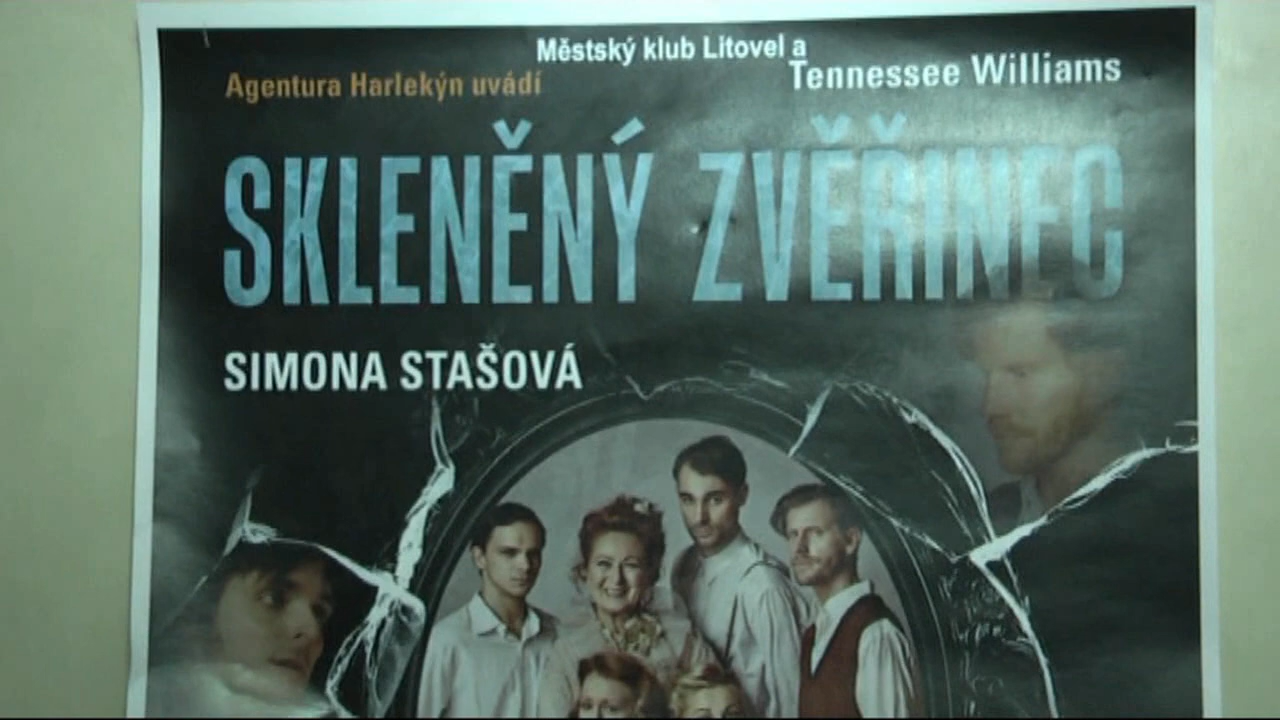 Městský klub Litovel a
Agentura Harlekýn uvádí
Tennessee Williams
SKLENĚNÝ ZVĚŘINEC
SIMONA STAŠOVÁ